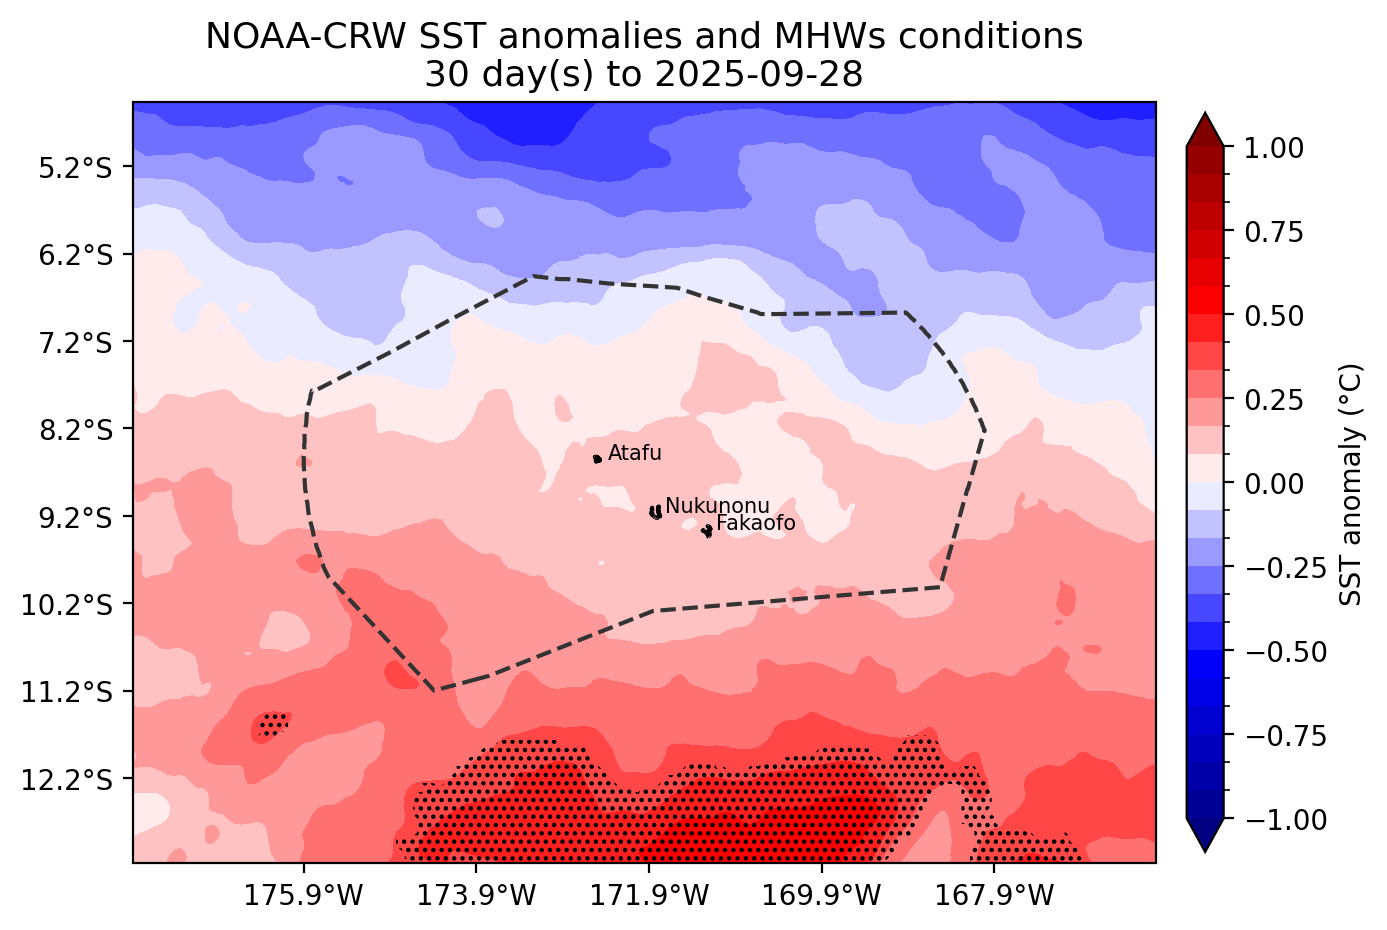 NOAA-CRW SST anomalies and MHWs conditions
30 day(s) to 2025-09-28
5.2°S
6.2°S
7.2°S
8.2°S
9.2°S
10.2°S
11.2°S
12.2°S
Atafu
Nukunonu
Fakaofo
175.9°W
173.9°W
171.9°W
169.9°W
167.9°W
1.00
0.75
0.50
0.25
0.00
−0.25
−0.50
−0.75
−1.00
SST anomaly (°C)